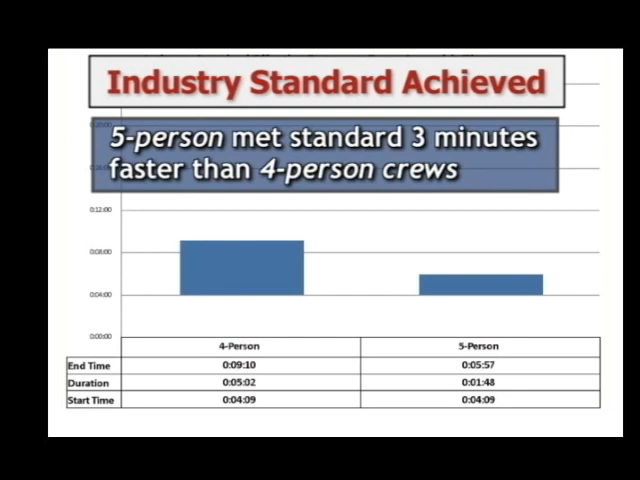 Industry Standard Achieved
5-person met standard 3 minutes
faster than 4-person crews
0:12:00
0:08:00
0:04:00
0:00:00
4-Person 5-Person
End Time 0:09:10 0:05:57
Duration 0:05:02 0:01:48
Start Time 0:04:09 0:04:09